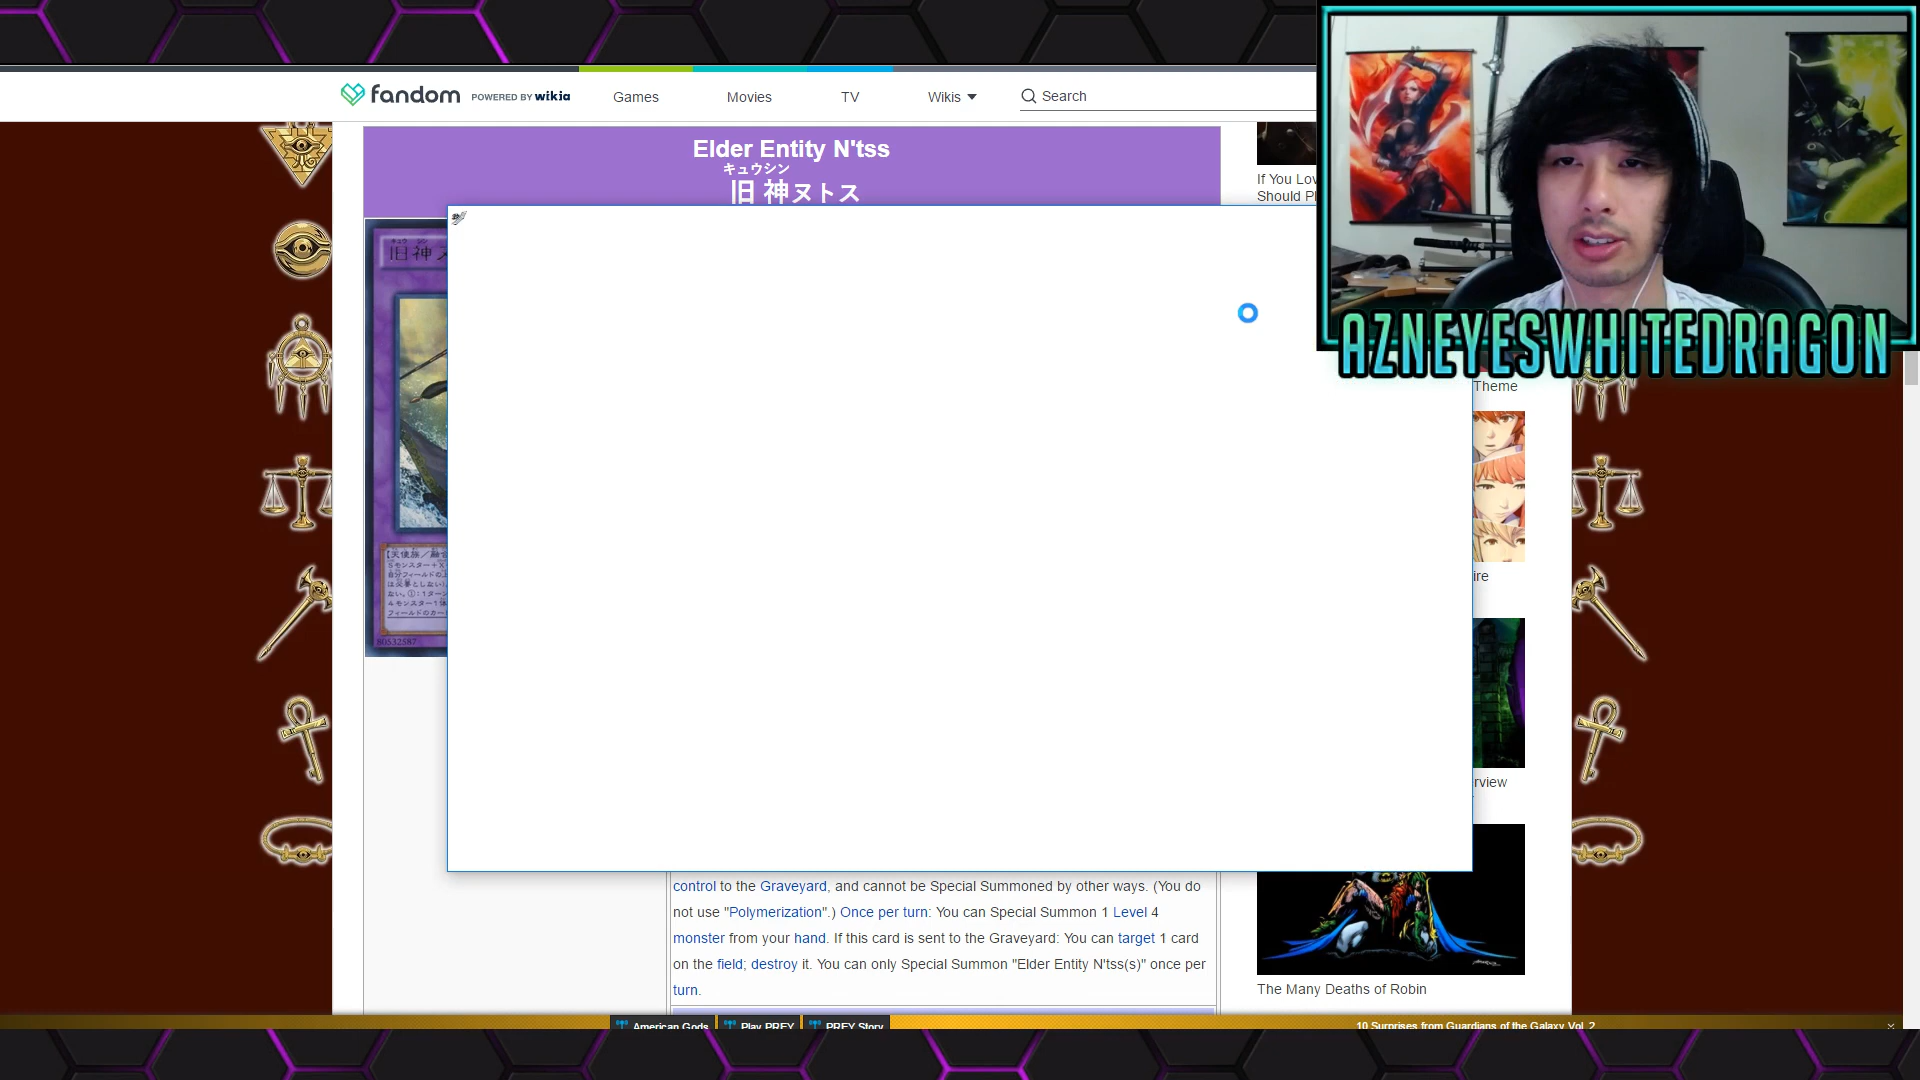 fandom POWERED BY wikia
Games
Movies
TV
Wikis
Search
Elder Entity N'tss
キュウシン
旧神ヌトス
If You Lov
Should Pl
AZNEYESWHITEDRAGON
Theme
ire
rview
80532587
control to the Graveyard, and cannot be Special Summoned by other ways. (You do
not use "Polymerization".) Once per turn: You can Special Summon 1 Level 4
monster from your hand. If this card is sent to the Graveyard: You can target 1 card
on the field; destroy it. You can only Special Summon "Elder Entity N'tss(s)" once per
turn.
The Many Deaths of Robin
American Gods
Play PREY
PREY Story
10 Surprises from Guardians of the Galaxy Vol. 2